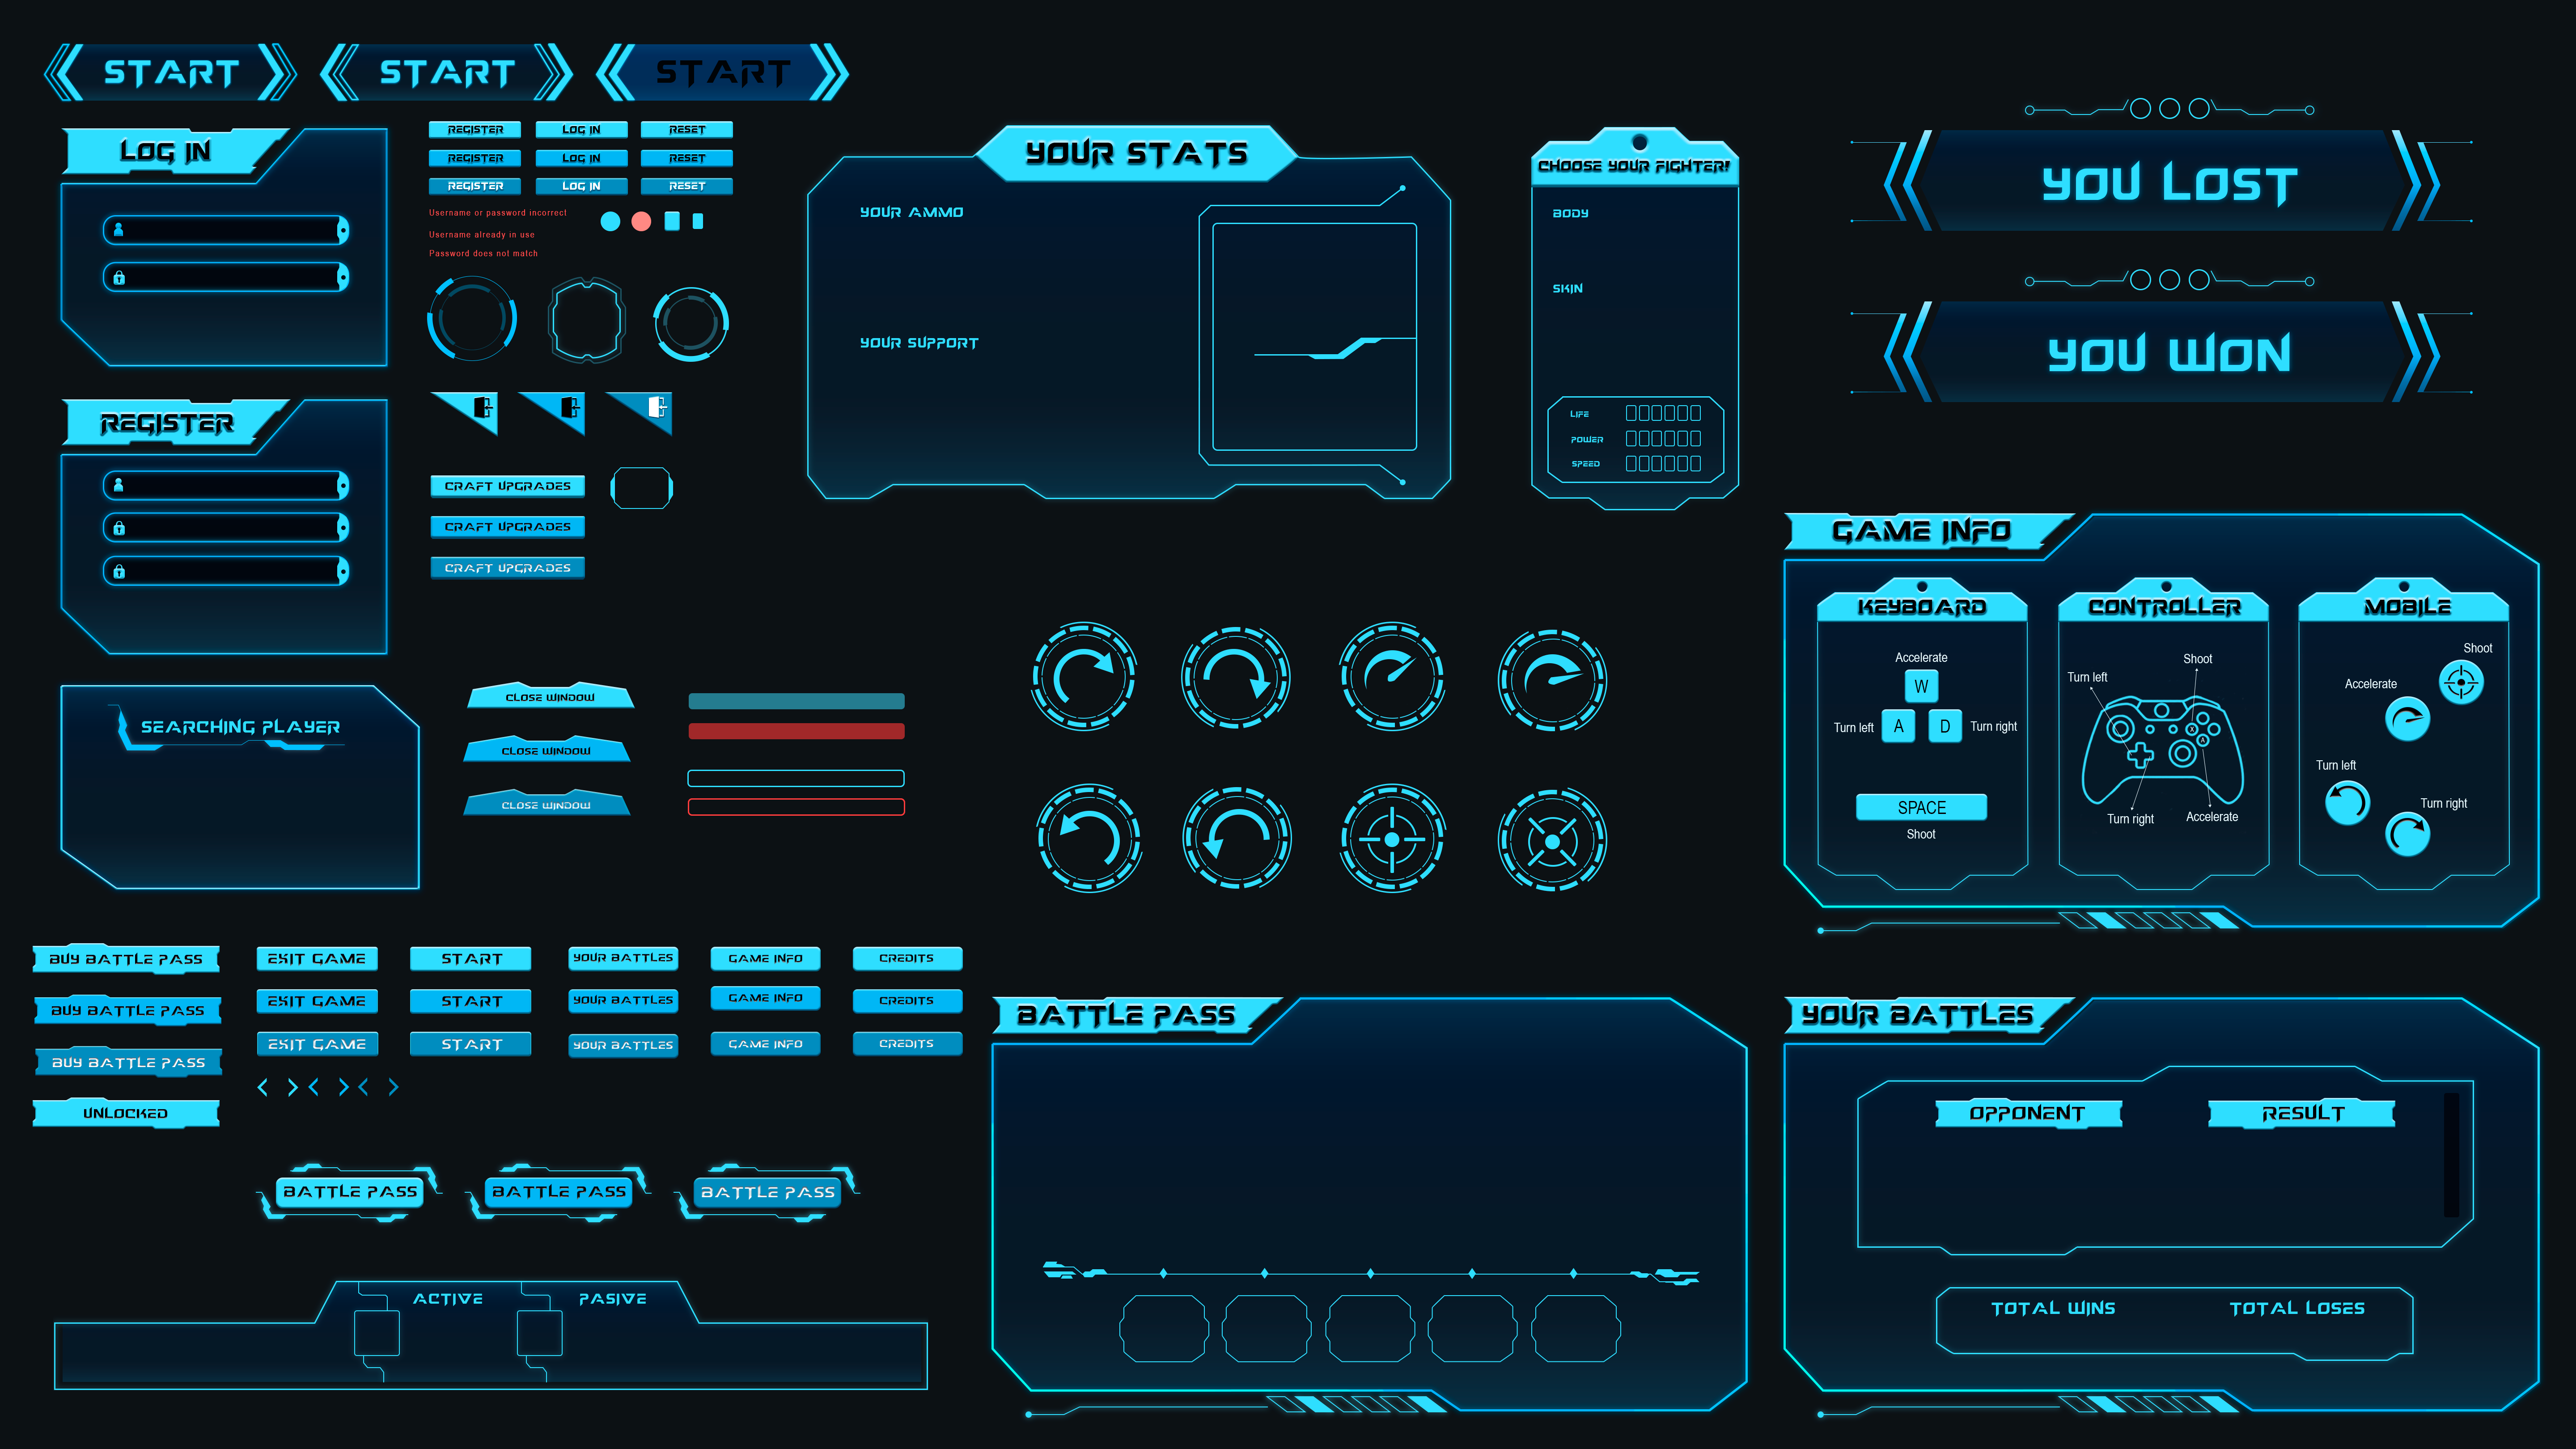 START
START
START
LOG IN
REGISTER
LOG IN
RESET
REGISTER
LOG IN
RESET
REGISTER
LOG IN
RESET
Username or password incorrect
Username already in use
Password does not match
REGISTER
CRAFT UPGRADES
CRAFT UPGRADES
CRAFT UPGRADES
YOUR STATS
YOUR AMMO
YOUR SUPPORT
CHOOSE YOUR FIGHTER!
BODY
SKIN
LIFE
POWER
SPEED
YOU LOST
YOU WON
SEARCHING PLAYER
CLOSE WINDOW
CLOSE WINDOW
CLOSE WINDOW
GAME INFO
KEYBOARD
Accelerate
W
Turn left
A
D
Turn right
SPACE
Shoot
CONTROLLER
Shoot
Turn left
X
A
Turn right
Accelerate
MOBILE
Shoot
Accelerate
Turn left
Turn right
BUY BATTLE PASS
BUY BATTLE PASS
BUY BATTLE PASS
UNLOCKED
EXIT GAME
START
YOUR BATTLES
GAME INFO
CREDITS
EXIT GAME
START
YOUR BATTLES
GAME INFO
CREDITS
EXIT GAME
START
YOUR BATTLES
GAME INFO
CREDITS
BATTLE PASS
BATTLE PASS
BATTLE PASS
ACTIVE
PASIVE
BATTLE PASS
YOUR BATTLES
OPPONENT
RESULT
TOTAL WINS
TOTAL LOSES